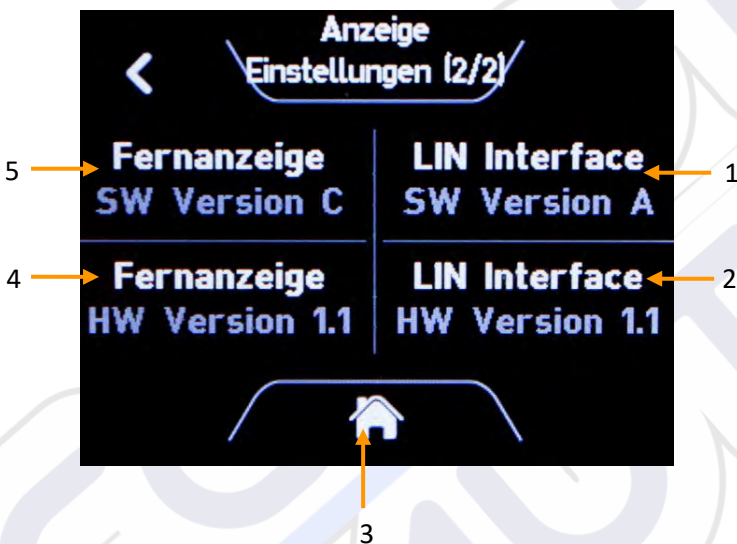 Anzeige
Einstellungen (2/2)
5 Fernanzeige LIN Interface 1
SW Version C SW Version A
4 Fernanzeige LIN Interface 2
HW Version 1.1 HW Version 1.1
3